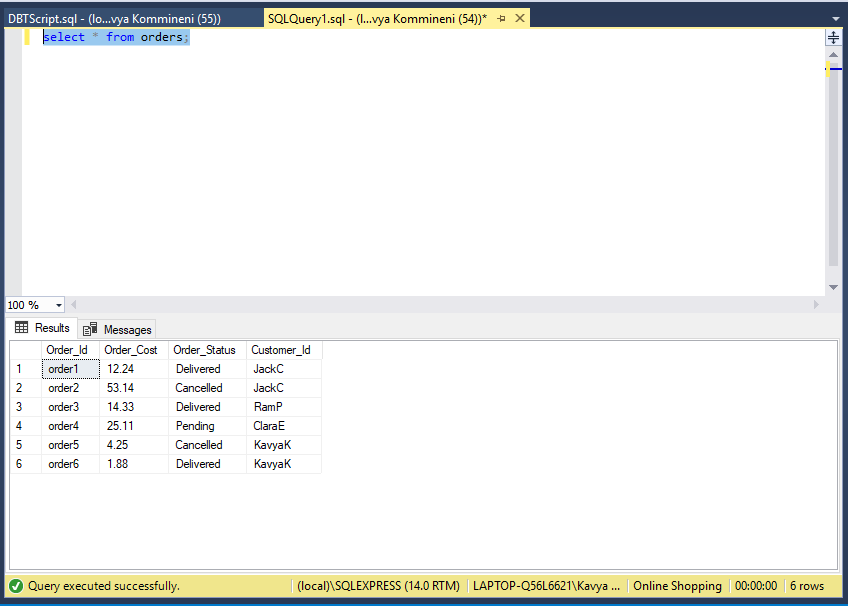 DBTScript.sql - (lo...vya Kommineni (55))
SQLQuery1.sql - (l...vya Kommineni (54))*
select * from orders;
100 %
Results Messages
Order_Id Order_Cost Order_Status Customer_Id
1 order1 12.24 Delivered JackC
2 order2 53.14 Cancelled JackC
3 order3 14.33 Delivered RamP
4 order4 25.11 Pending ClaraE
5 order5 4.25 Cancelled KavyaK
6 order6 1.88 Delivered KavyaK
Query executed successfully. (local)\SQLEXPRESS (14.0 RTM) LAPTOP-Q56L6621\Kavya ... Online Shopping 00:00:00 6 rows